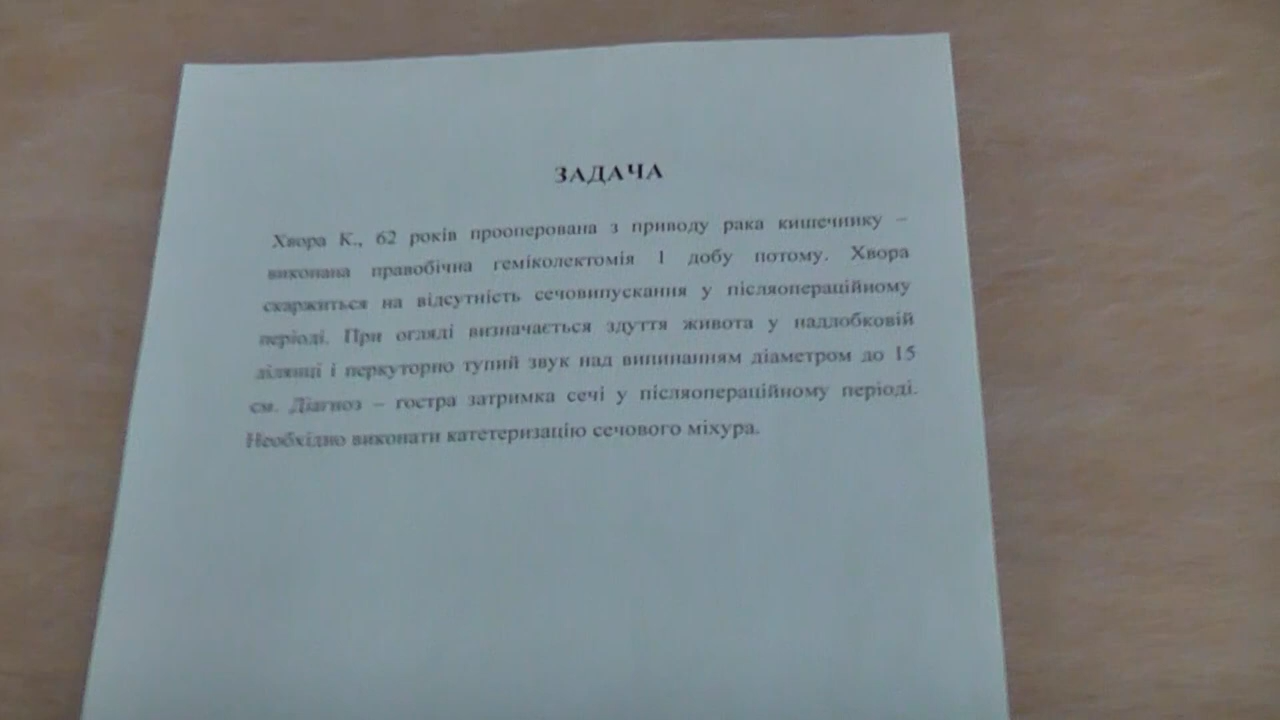 ЗАДАЧА
Хвора К., 62 років прооперована з приводу рака кишечнику –
виконана правобічна геміколектомія 1 добу потому. Хвора
скаржиться на відсутність сечовипускання у післяопераційному
періоді. При огляді визначається здуття живота у надлобковій
ділянці і перкуторно тупий звук над випинанням діаметром до 15
см. Діагноз – гостра затримка сечі у післяопераційному періоді.
Необхідно виконати катетеризацію сечового міхура.